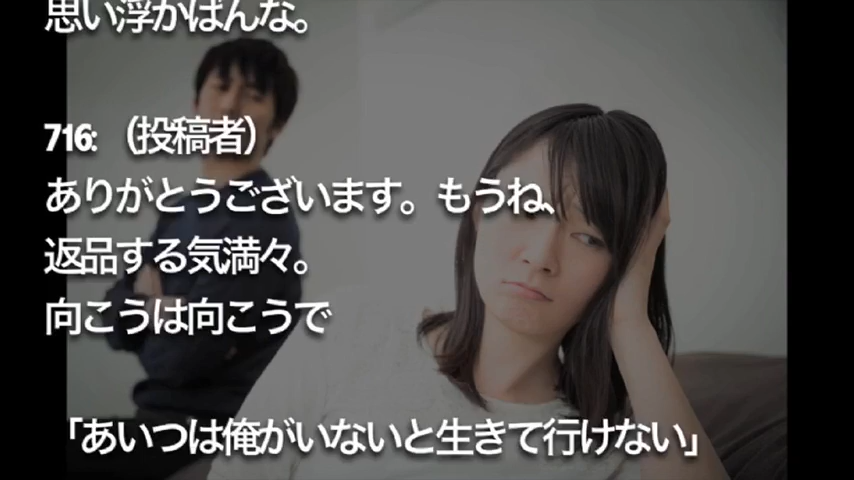 思い浮かばんな。
716: （投稿者）
ありがとうございます。もうね、
返品する気満々。
向こうは向こうで
「あいつは俺がいないと生きて行けない」